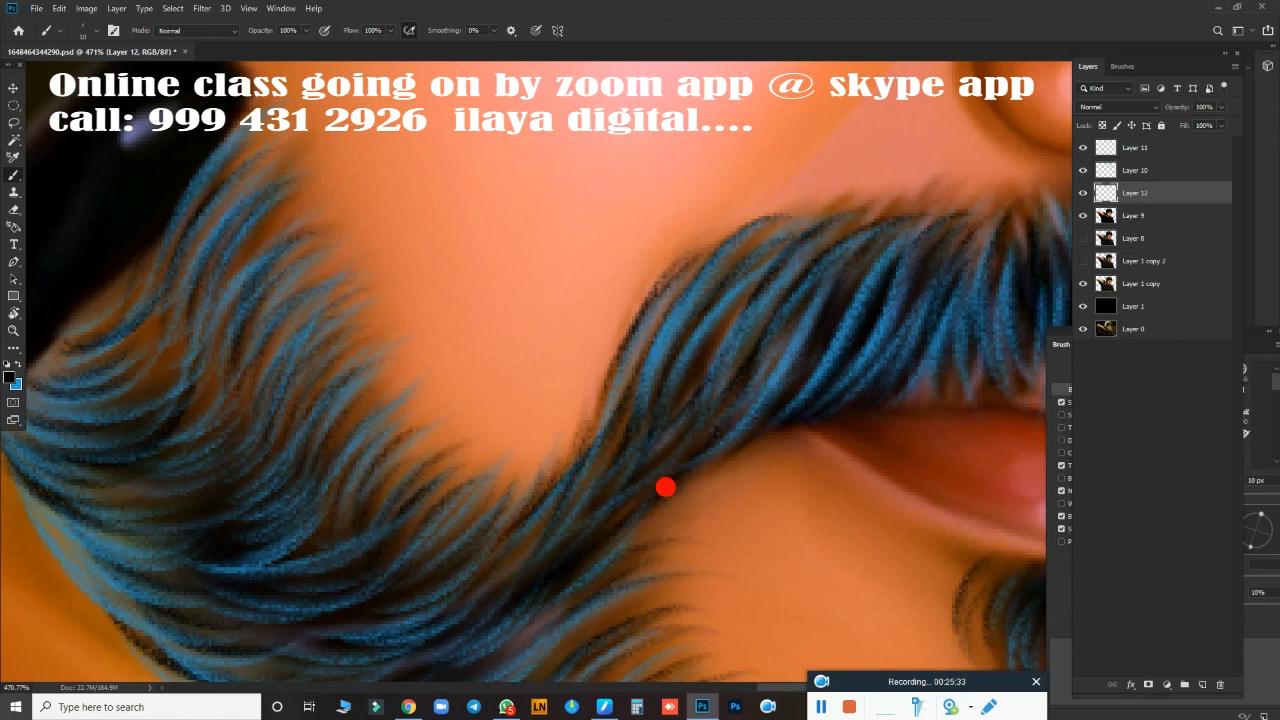 File Edit Image Layer Type Select Filter 3D View Window Help
Mode: Normal Opacity: 100% Flow: 100% Smoothing: 0%
10
1648464344290.psd @ 471% (Layer 12, RGB/8#) *
Online class going on by zoom app @ skype app
call: 999 431 2926 ilaya digital....
Layers Brushes
Kind
Normal Opacity: 100%
Lock: Fill: 100%
Layer 11
Layer 10
Layer 12
Layer 9
Layer 8
Layer 1 copy 2
Layer 1 copy
Layer 1
Layer 0
Brush
10 px
10%
470.77% Doc: 22.7M/184.9M
Recording... 00:25:33
Type here to search